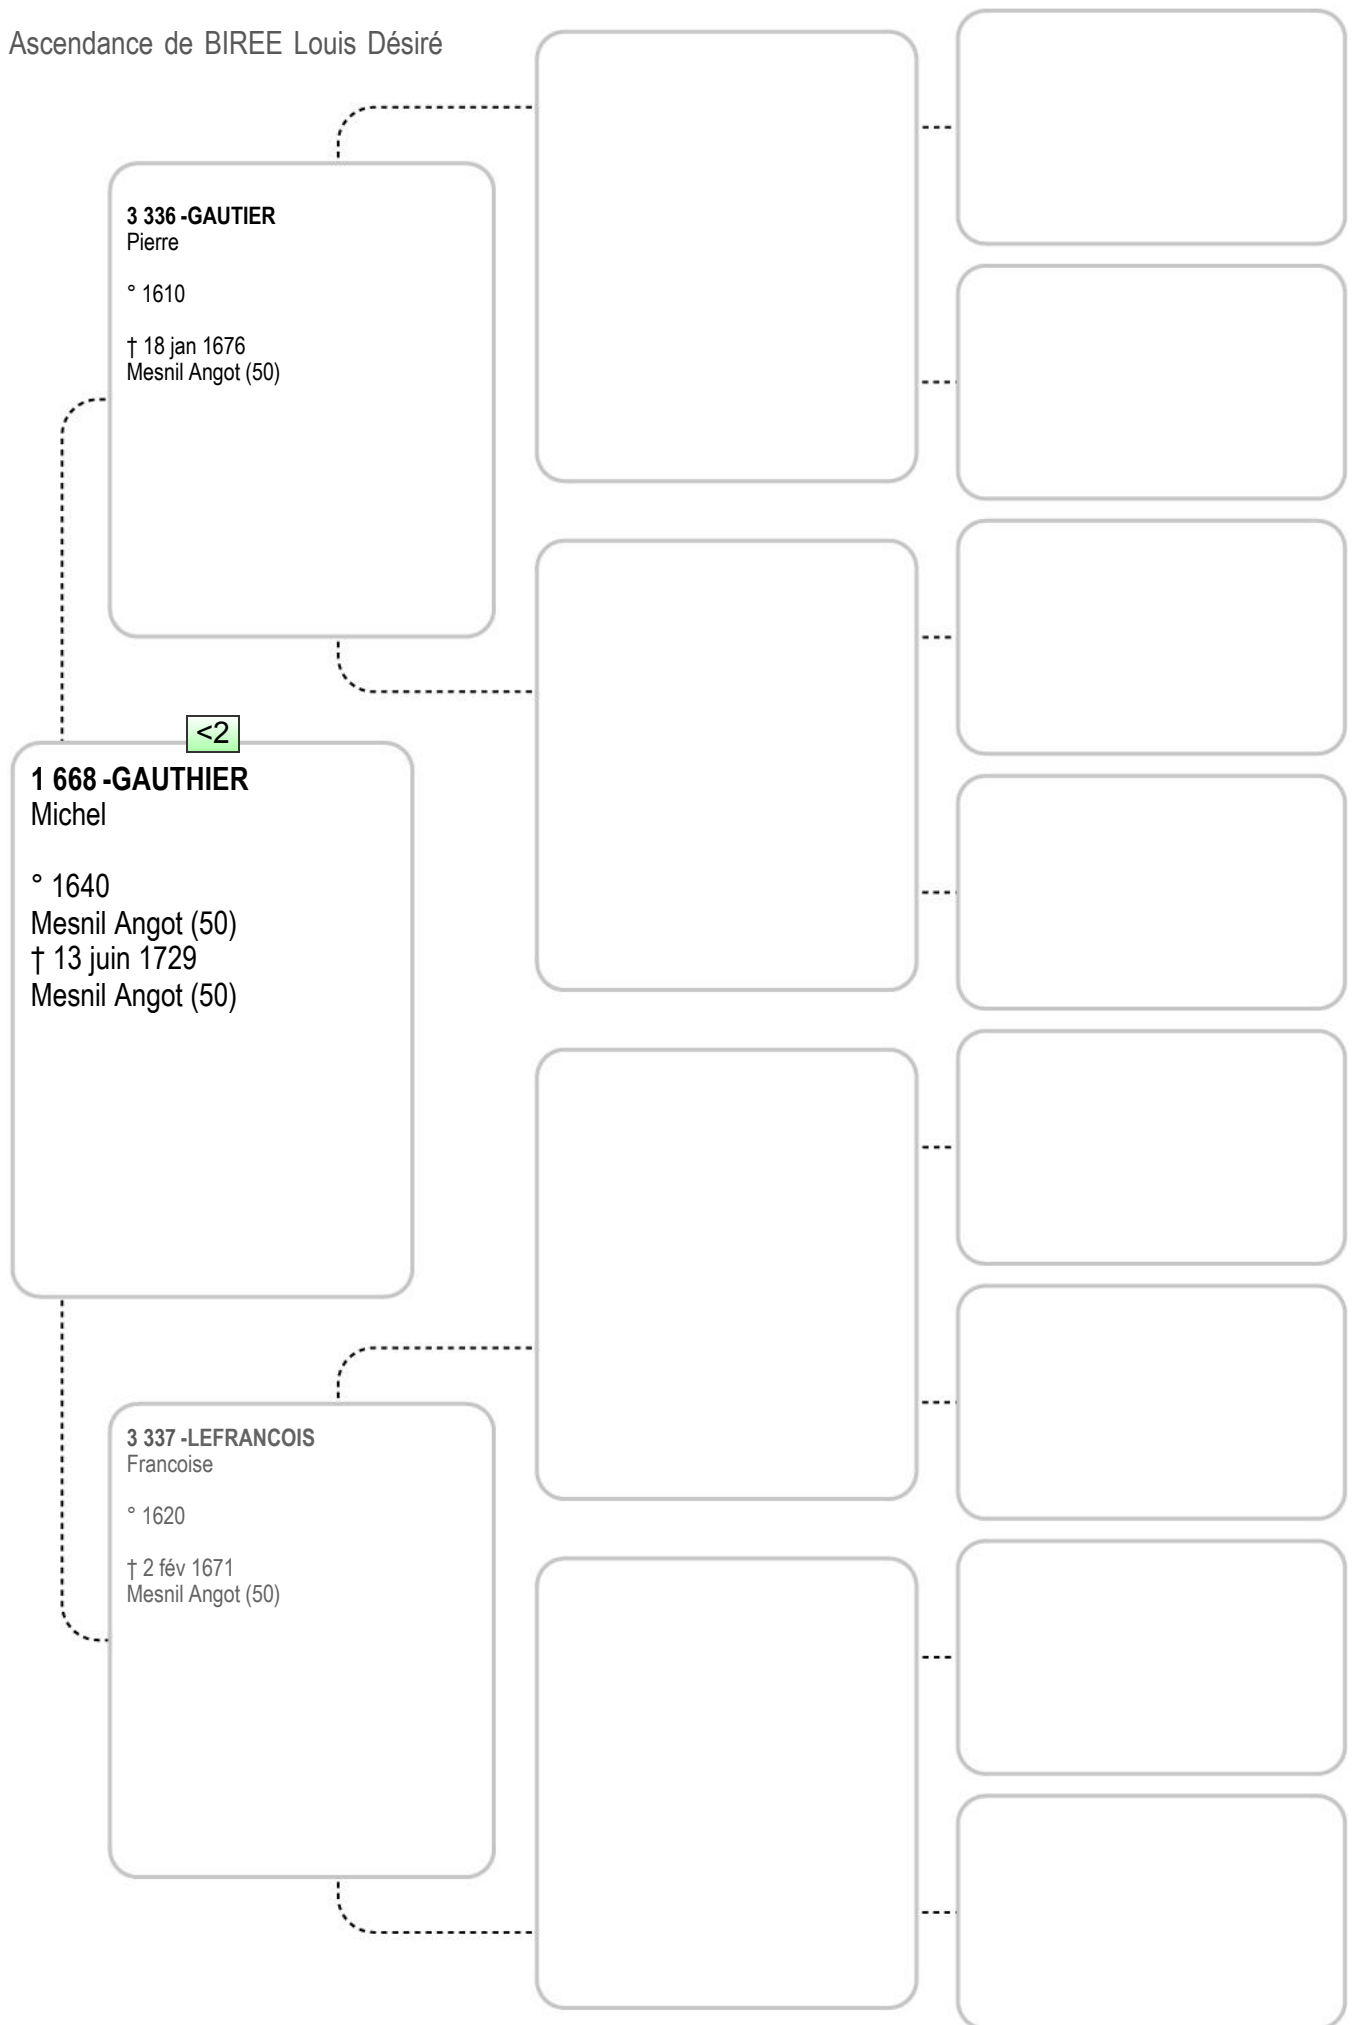 Ascendance de BIREE Louis Désiré
3 336 -GAUTIER
Pierre
° 1610
† 18 jan 1676
Mesnil Angot (50)
<2
1 668 -GAUTHIER
Michel
° 1640
Mesnil Angot (50)
† 13 juin 1729
Mesnil Angot (50)
3 337 -LEFRANCOIS
Francoise
° 1620
† 2 fév 1671
Mesnil Angot (50)